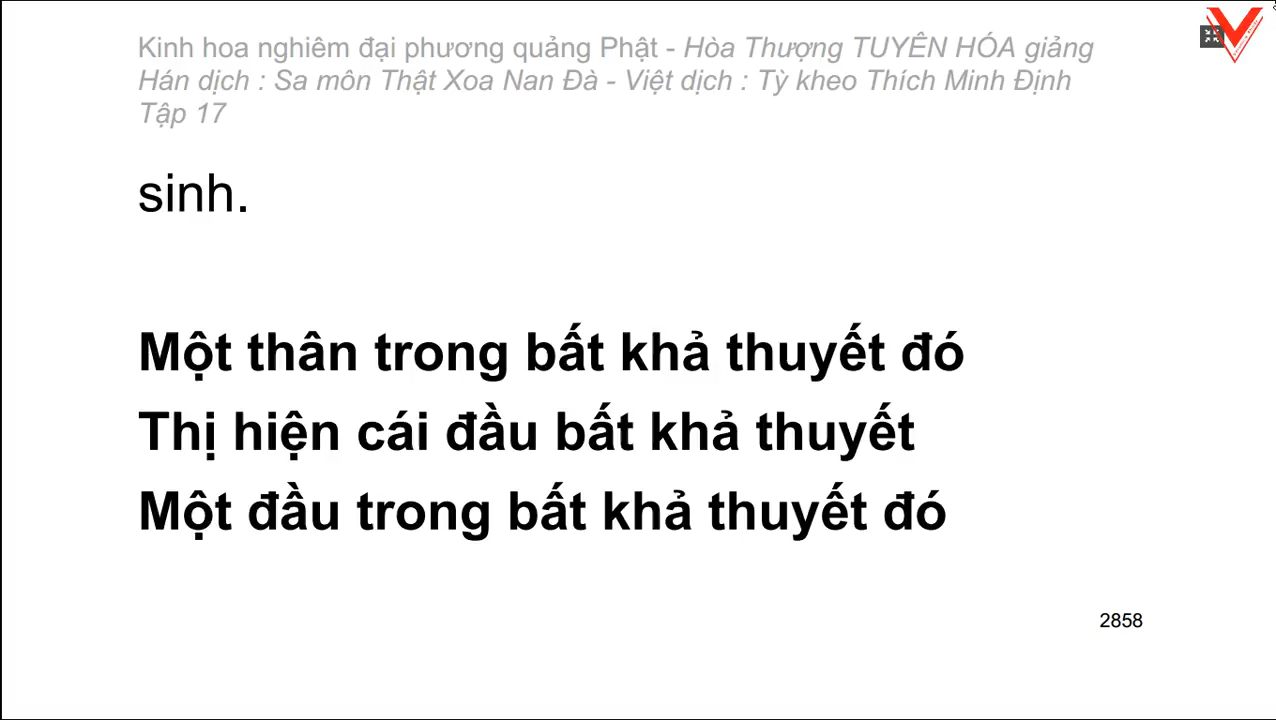 Kinh hoa nghiêm đại phương quảng Phật - Hòa Thượng TUYÊN HÓA giảng
Hán dịch : Sa môn Thật Xoa Nan Đà - Việt dịch : Tỳ kheo Thích Minh Định
Tập 17
sinh.
Một thân trong bất khả thuyết đó
Thị hiện cái đầu bất khả thuyết
Một đầu trong bất khả thuyết đó
2858